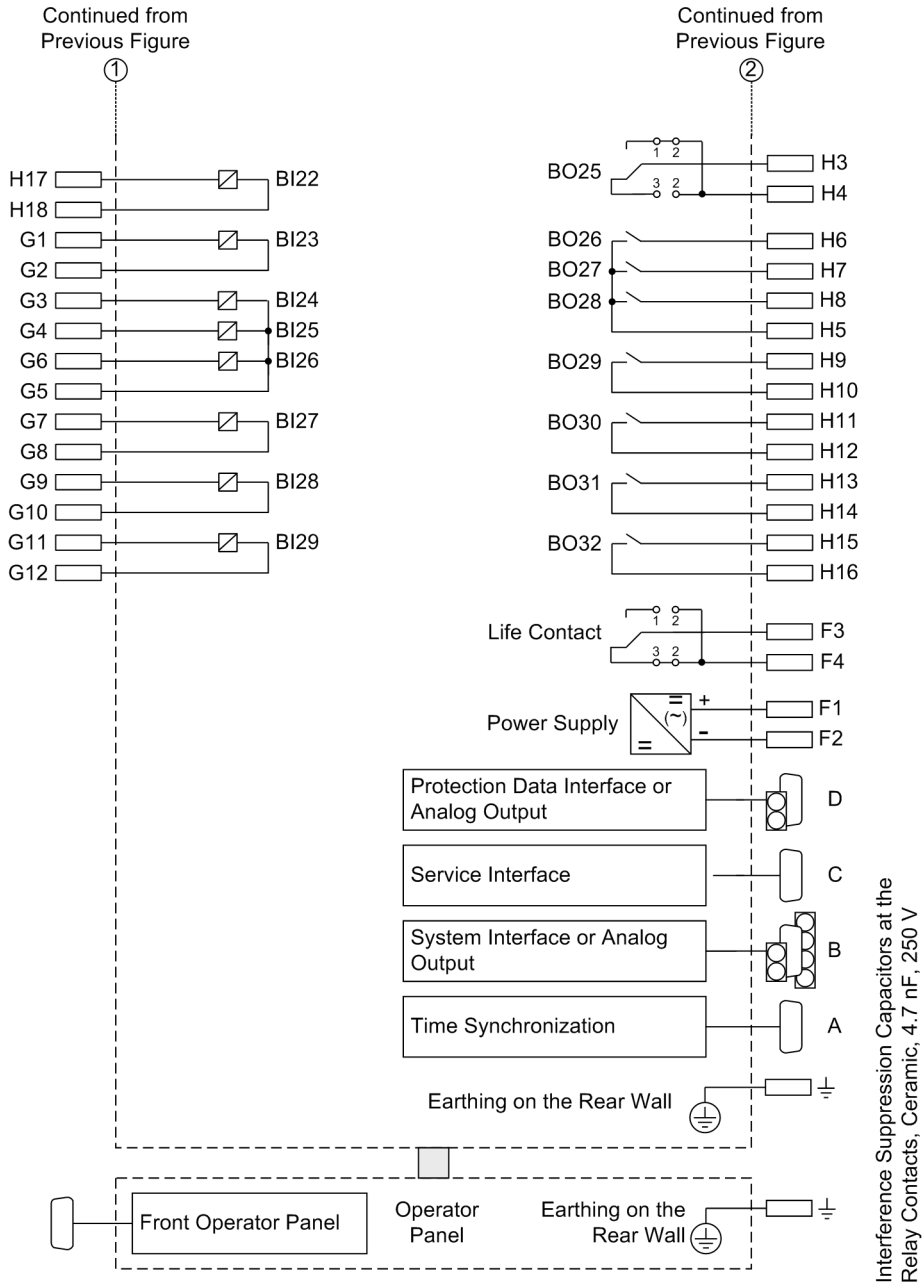 Continued from
Previous Figure
1
Continued from
Previous Figure
2
H17
BI22
H18
G1
BI23
G2
G3
BI24
G4
BI25
G6
BI26
G5
G7
BI27
G8
G9
BI28
G10
G11
BI29
G12
BO25
1 2
3 2
H3
H4
BO26
H6
BO27
H7
BO28
H8
H5
BO29
H9
H10
BO30
H11
H12
BO31
H13
H14
BO32
H15
H16
Life Contact
1 2
3 2
F3
F4
Power Supply
=
(~)
=
+
-
F1
F2
Protection Data Interface or
Analog Output
D
Service Interface
C
System Interface or Analog
Output
B
Time Synchronization
A
Earthing on the Rear Wall
Front Operator Panel
Operator
Panel
Earthing on the
Rear Wall
Interference Suppression Capacitors at the
Relay Contacts, Ceramic, 4.7 nF, 250 V